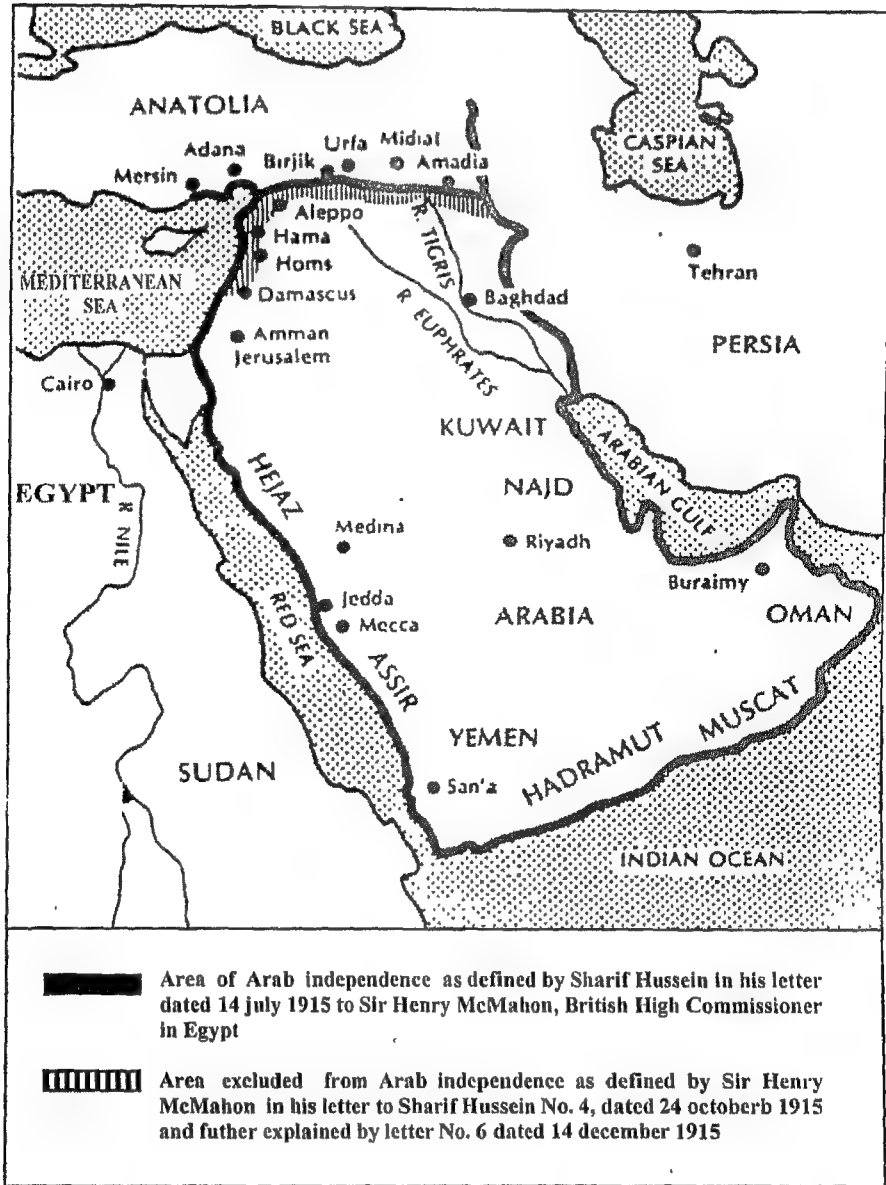 BLACK SEA
ANATOLIA
CASPIAN
SEA
Adana
Mersin
Birjik
Urfa
Midial
Amadia
Aleppo
Hama
Homs
Damascus
MEDITERRANEAN
SEA
R. TIGRIS
Baghdad
R. EUPHRATES
Tehran
PERSIA
Amman
Jerusalem
Cairo
KUWAIT
ARABIAN GULF
EGYPT
R. NILE
HEJAZ
NAJD
Medina
Riyadh
Buraimy
RED SEA
Jedda
Mecca
ARABIA
OMAN
ASSIR
YEMEN
HADRAMUT
MUSCAT
SUDAN
San'a
INDIAN OCEAN
Area of Arab independence as defined by Sharif Hussein in his letter
dated 14 july 1915 to Sir Henry McMahon, British High Commissioner
in Egypt
Area excluded from Arab independence as defined by Sir Henry
McMahon in his letter to Sharif Hussein No. 4, dated 24 octoberb 1915
and futher explained by letter No. 6 dated 14 december 1915